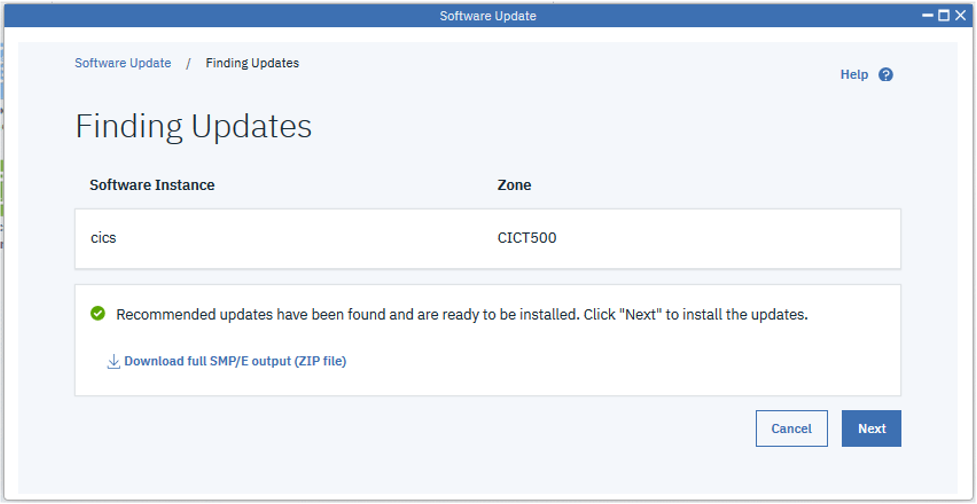 Software Update
Software Update / Finding Updates
Help ?
Finding Updates
Software Instance Zone
cics CICT500
Recommended updates have been found and are ready to be installed. Click "Next" to install the updates.
Download full SMP/E output (ZIP file)
Cancel Next